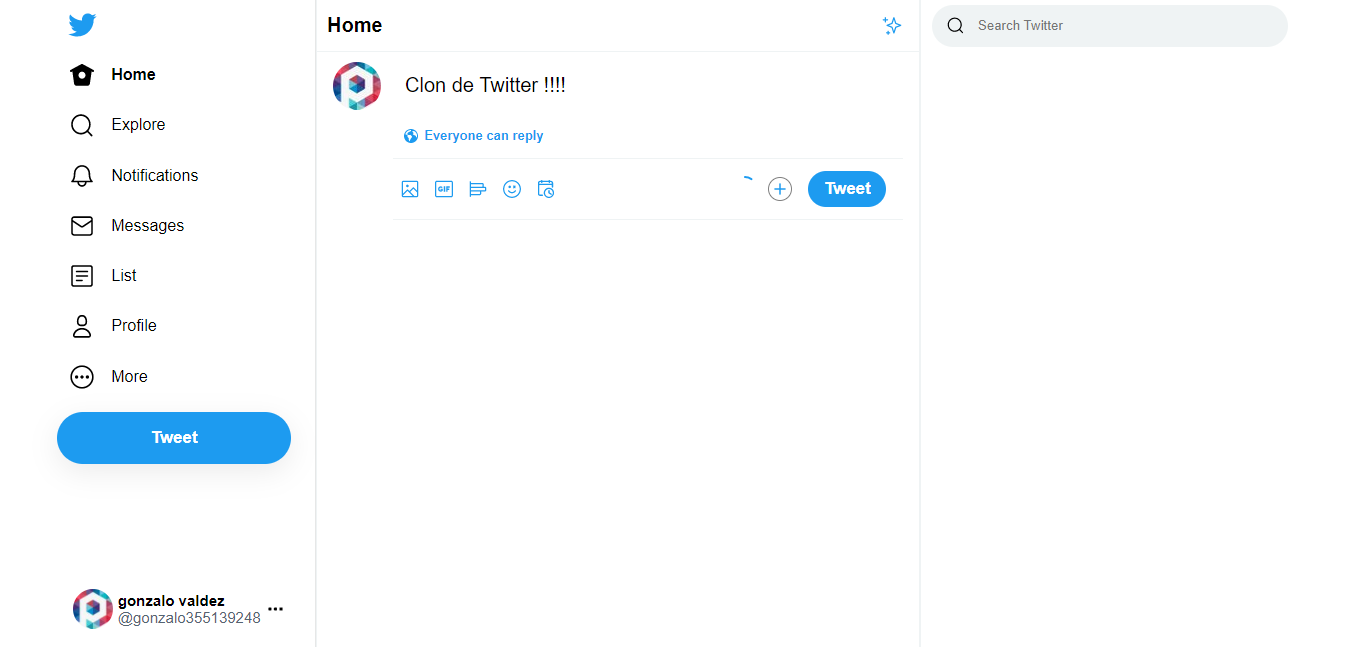 Home
Explore
Notifications
Messages
List
Profile
More
Tweet
gonzalo valdez
@gonzalo355139248
Home
Clon de Twitter !!!!
Everyone can reply
GIF
Tweet
Search Twitter